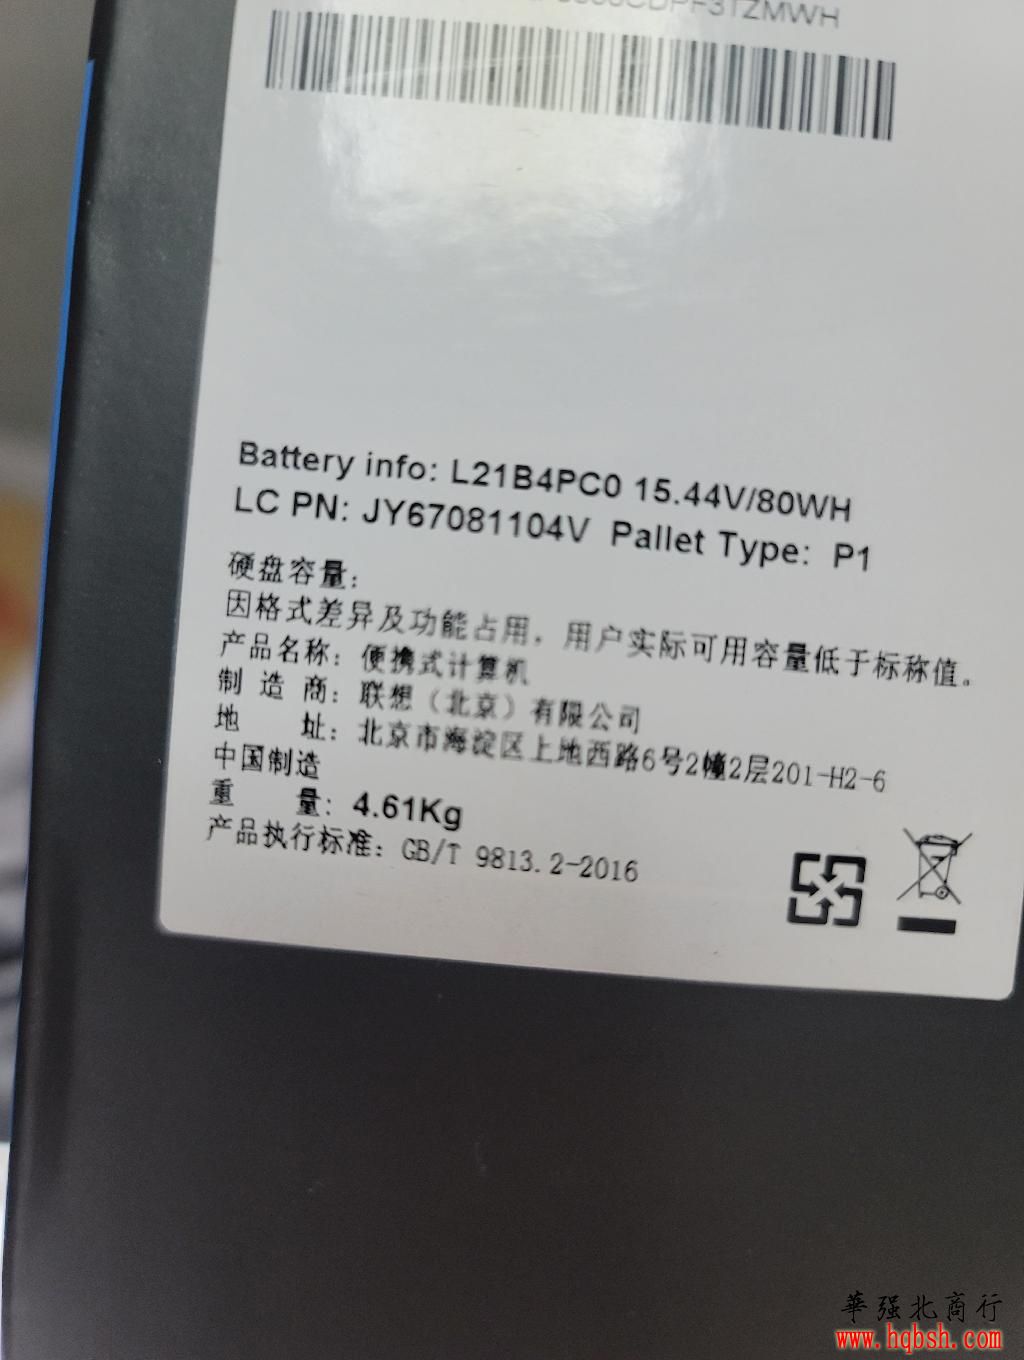 Battery info: L21B4PC0 15.44V/80WH
LC PN: JY67081104V Pallet Type: P1
硬盘容量：
因格式差异及功能占用，用户实际可用容量低于标称值。
产品名称：便携式计算机
制 造 商：联想（北京）有限公司
地 址：北京市海淀区上地西路6号2幢2层201-H2-6
中国制造
重 量：4.61Kg
产品执行标准：GB/T 9813.2-2016
華强北商行
www.hqbsh.com